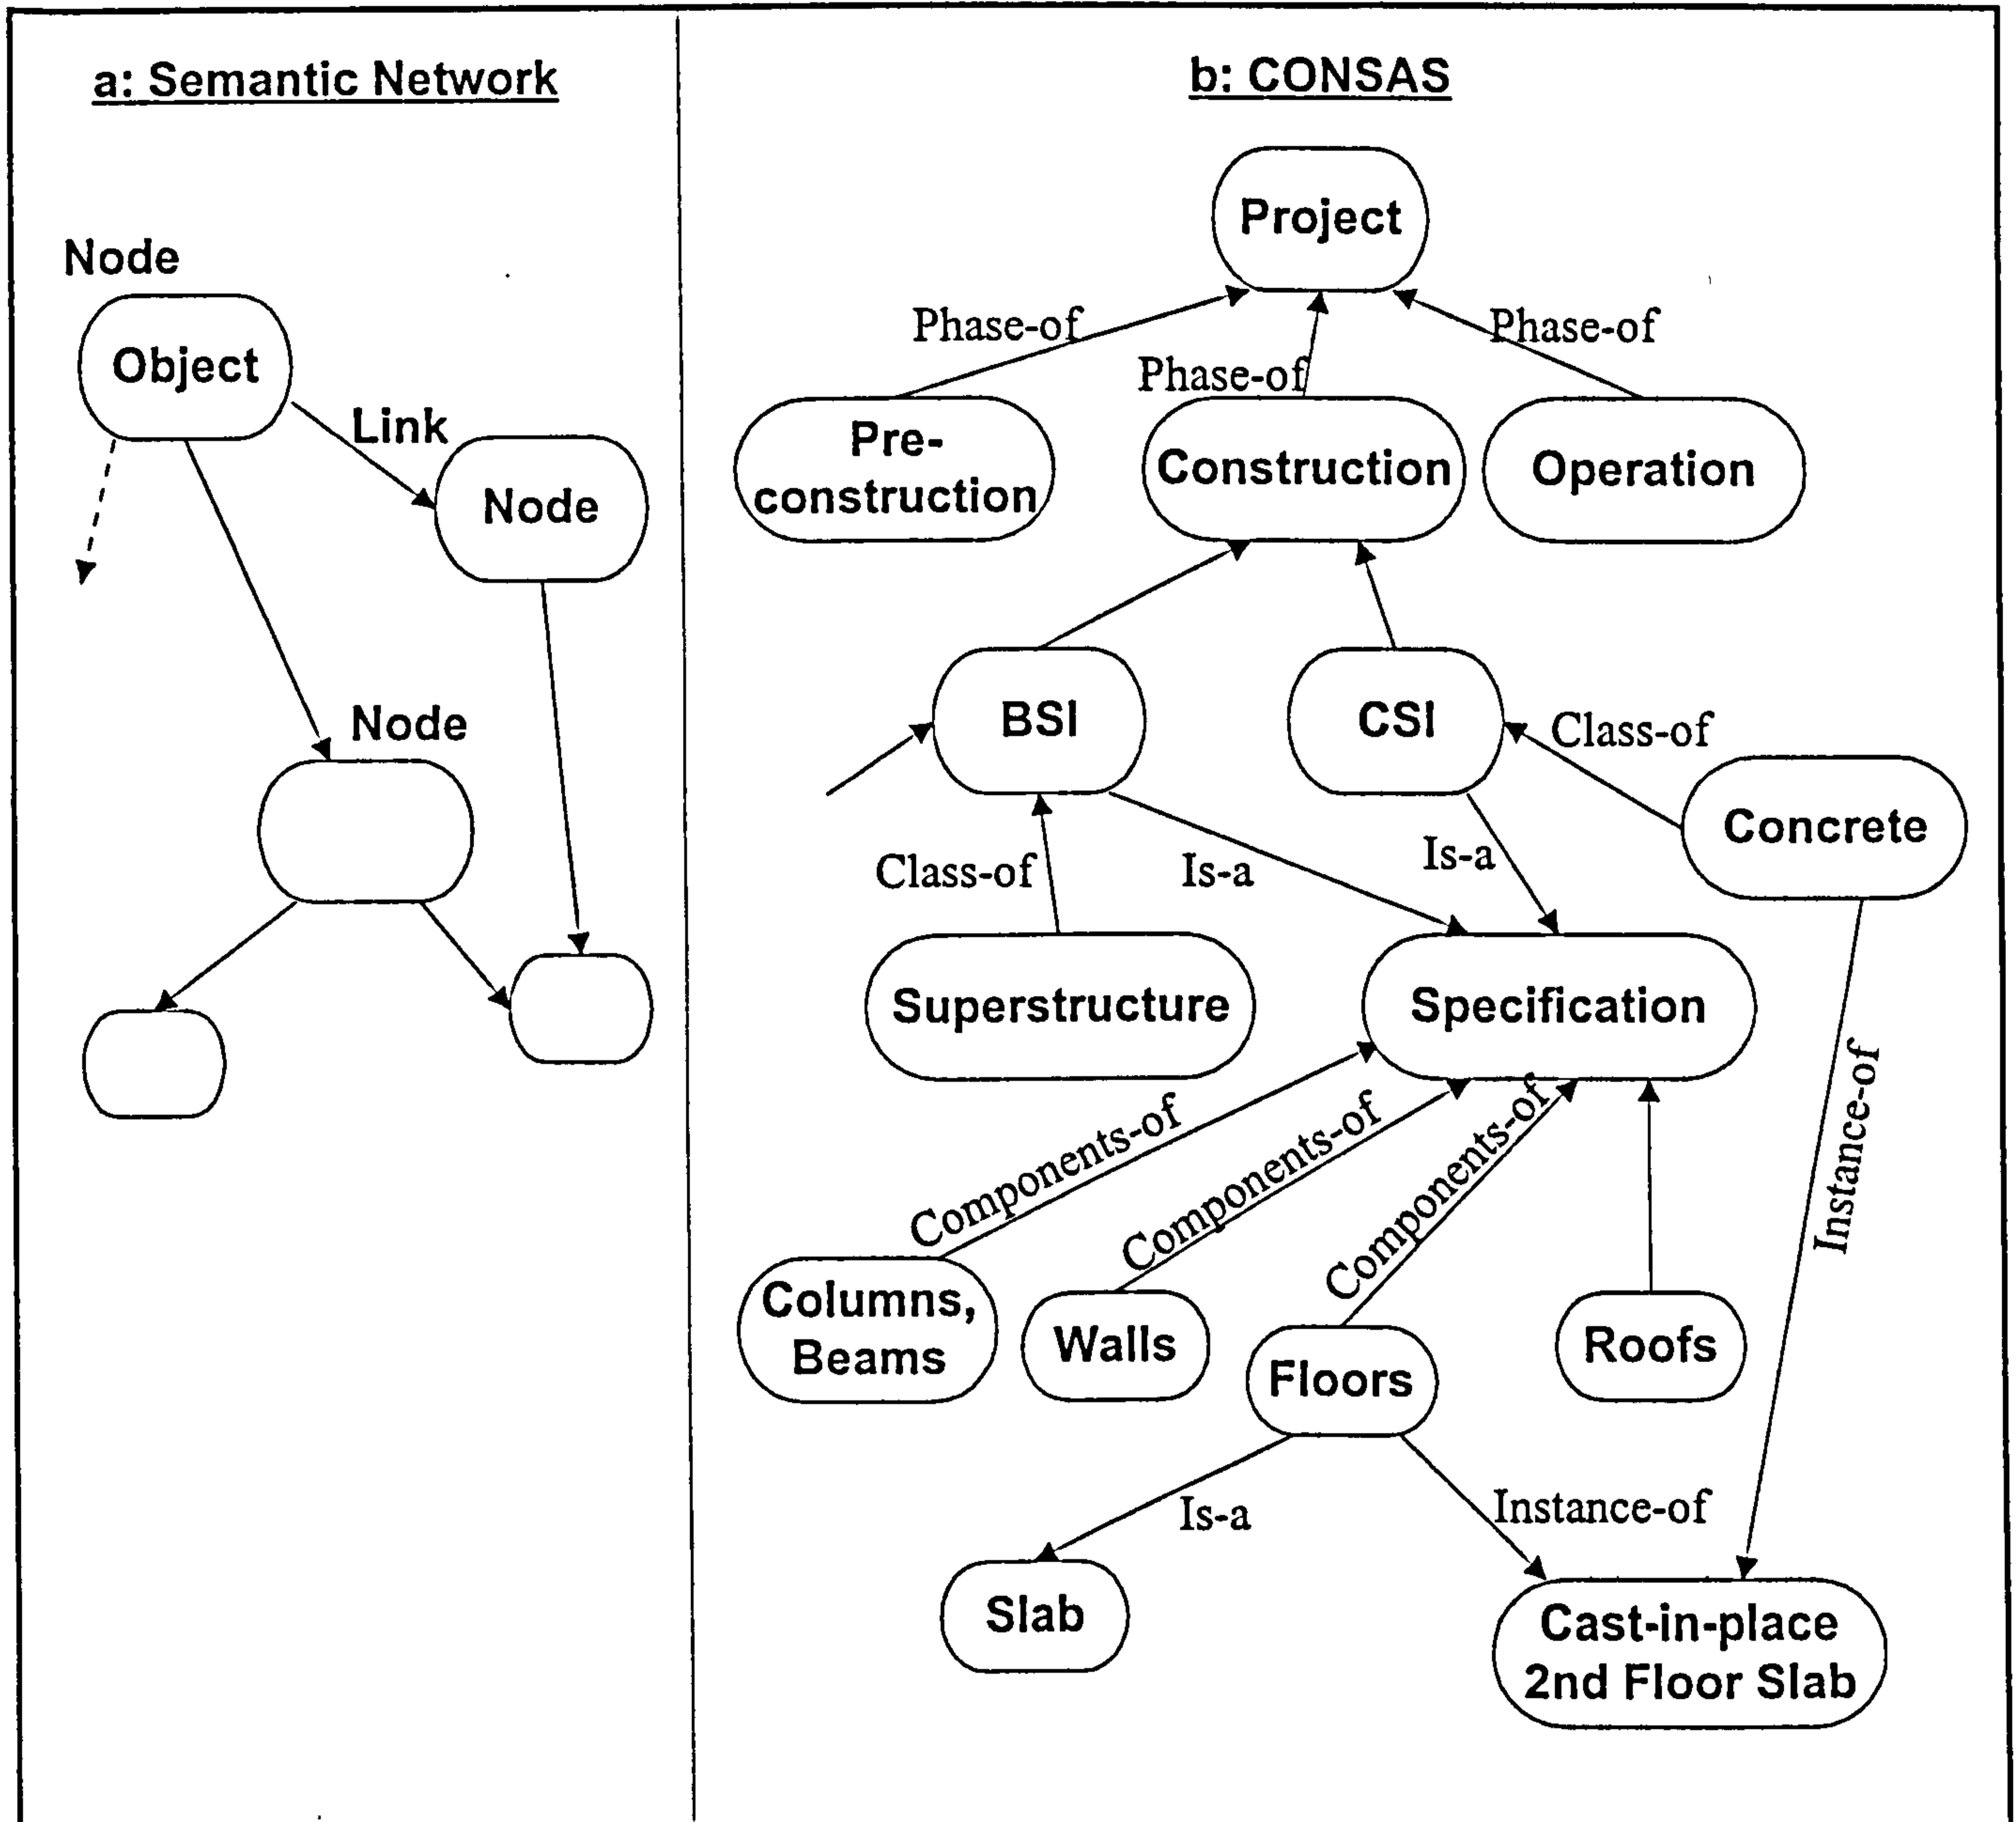 a: Semantic Network
Node
Object
Link
Node
Node
b: CONSAS
Project
Phase-of
Phase-of
Phase-of
Pre-
construction
Construction
Operation
BSI
CSI
Class-of
Concrete
Class-of
Is-a
Is-a
Superstructure
Specification
Components-of
Components-of
Components-of
Instance-of
Columns,
Beams
Walls
Floors
Roofs
Is-a
Instance-of
Slab
Cast-in-place
2nd Floor Slab